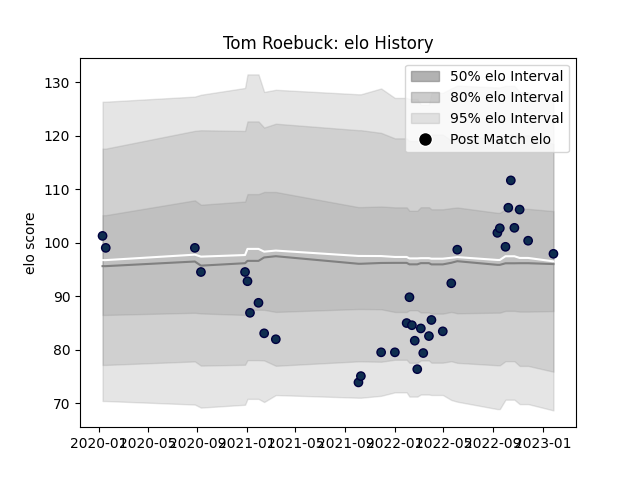 Tom Roebuck: elo History
50% elo Interval
80% elo Interval
95% elo Interval
Post Match elo
elo score
130
120
110
100
90
80
70
2020-01 2020-05 2020-09 2021-01 2021-05 2021-09 2022-01 2022-05 2022-09 2023-01